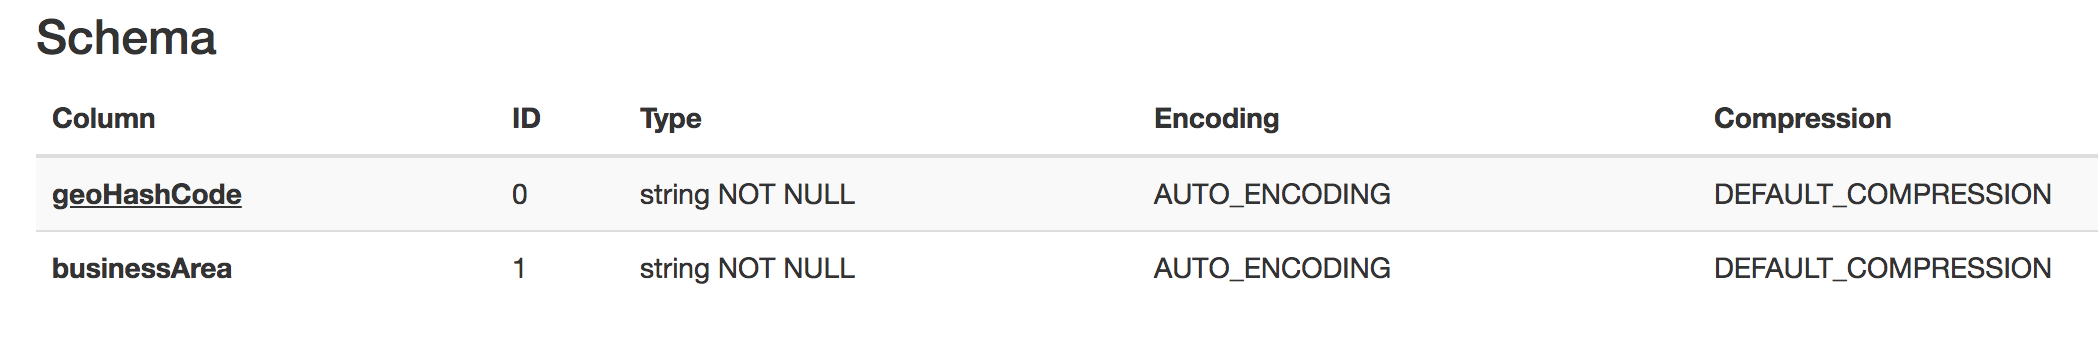 Schema
Column ID Type Encoding Compression
geoHashCode 0 string NOT NULL AUTO_ENCODING DEFAULT_COMPRESSION
businessArea 1 string NOT NULL AUTO_ENCODING DEFAULT_COMPRESSION